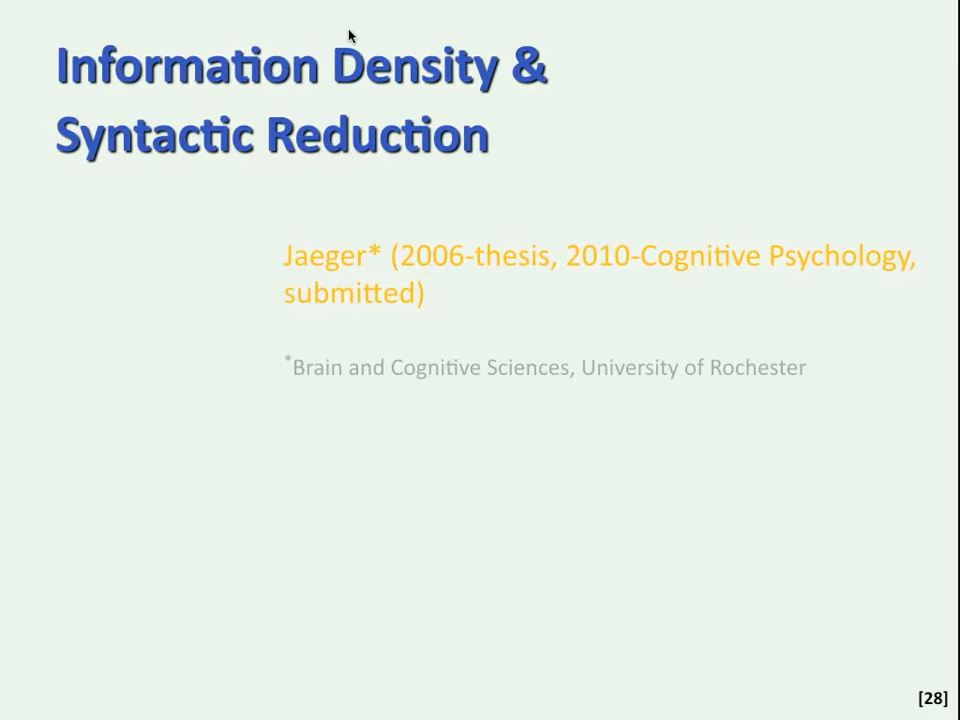 Information Density &
Syntactic Reduction
Jaeger* (2006-thesis, 2010-Cognitive Psychology,
submitted)
*Brain and Cognitive Sciences, University of Rochester
[28]